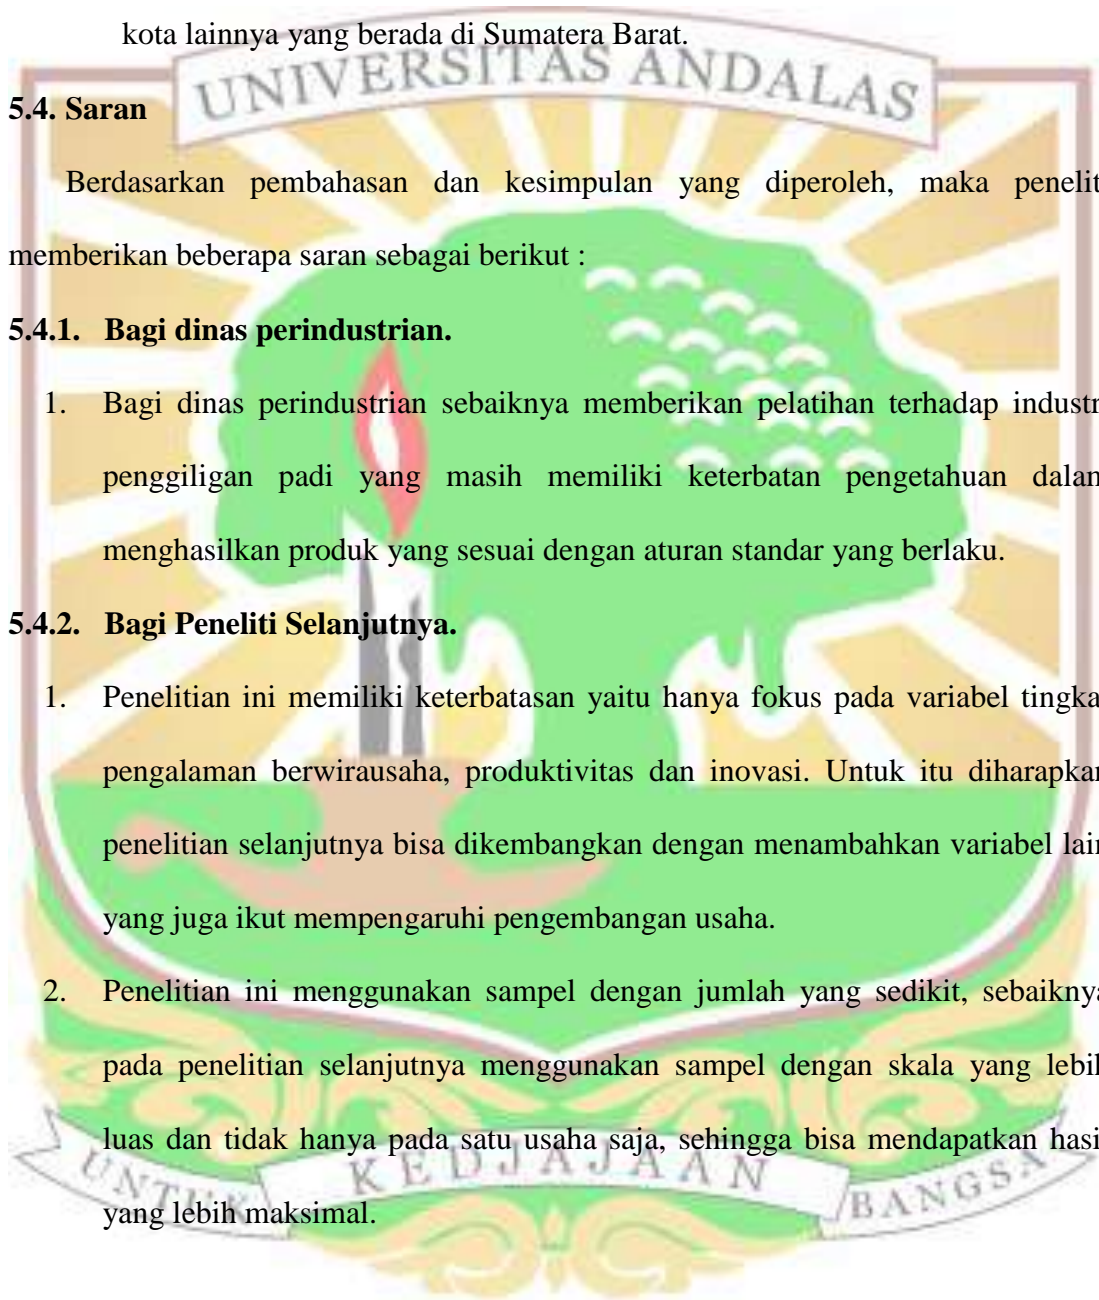 kota lainnya yang berada di Sumatera Barat.
UNIVERSITAS ANDALAS
5.4. Saran
Berdasarkan pembahasan dan kesimpulan yang diperoleh, maka penelit
memberikan beberapa saran sebagai berikut :
5.4.1. Bagi dinas perindustrian.
1. Bagi dinas perindustrian sebaiknya memberikan pelatihan terhadap industr
penggiligan padi yang masih memiliki keterbatan pengetahuan dalam
menghasilkan produk yang sesuai dengan aturan standar yang berlaku.
5.4.2. Bagi Peneliti Selanjutnya.
1. Penelitian ini memiliki keterbatasan yaitu hanya fokus pada variabel tingka
pengalaman berwirausaha, produktivitas dan inovasi. Untuk itu diharapkan
penelitian selanjutnya bisa dikembangkan dengan menambahkan variabel lain
yang juga ikut mempengaruhi pengembangan usaha.
2. Penelitian ini menggunakan sampel dengan jumlah yang sedikit, sebaiknya
pada penelitian selanjutnya menggunakan sampel dengan skala yang lebih
luas dan tidak hanya pada satu usaha saja, sehingga bisa mendapatkan hasi
UNTUK KEDJAJAAN BANGSA
yang lebih maksimal.